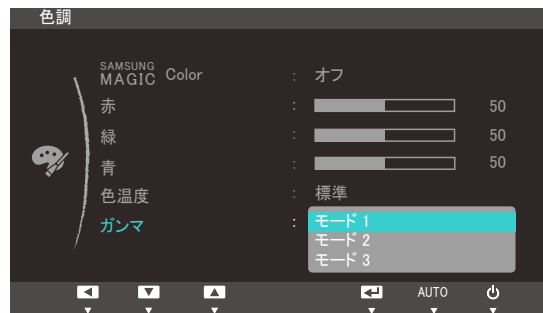 色調
SAMSUNG MAGIC Color : オフ
赤 : 50
緑 : 50
青 : 50
色温度 : 標準
ガンマ : モード 1
モード 2
モード 3
AUTO